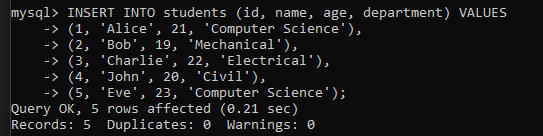 mysql> INSERT INTO students (id, name, age, department) VALUES
    -> (1, 'Alice', 21, 'Computer Science'),
    -> (2, 'Bob', 19, 'Mechanical'),
    -> (3, 'Charlie', 22, 'Electrical'),
    -> (4, 'John', 20, 'Civil'),
    -> (5, 'Eve', 23, 'Computer Science');
Query OK, 5 rows affected (0.21 sec)
Records: 5  Duplicates: 0  Warnings: 0